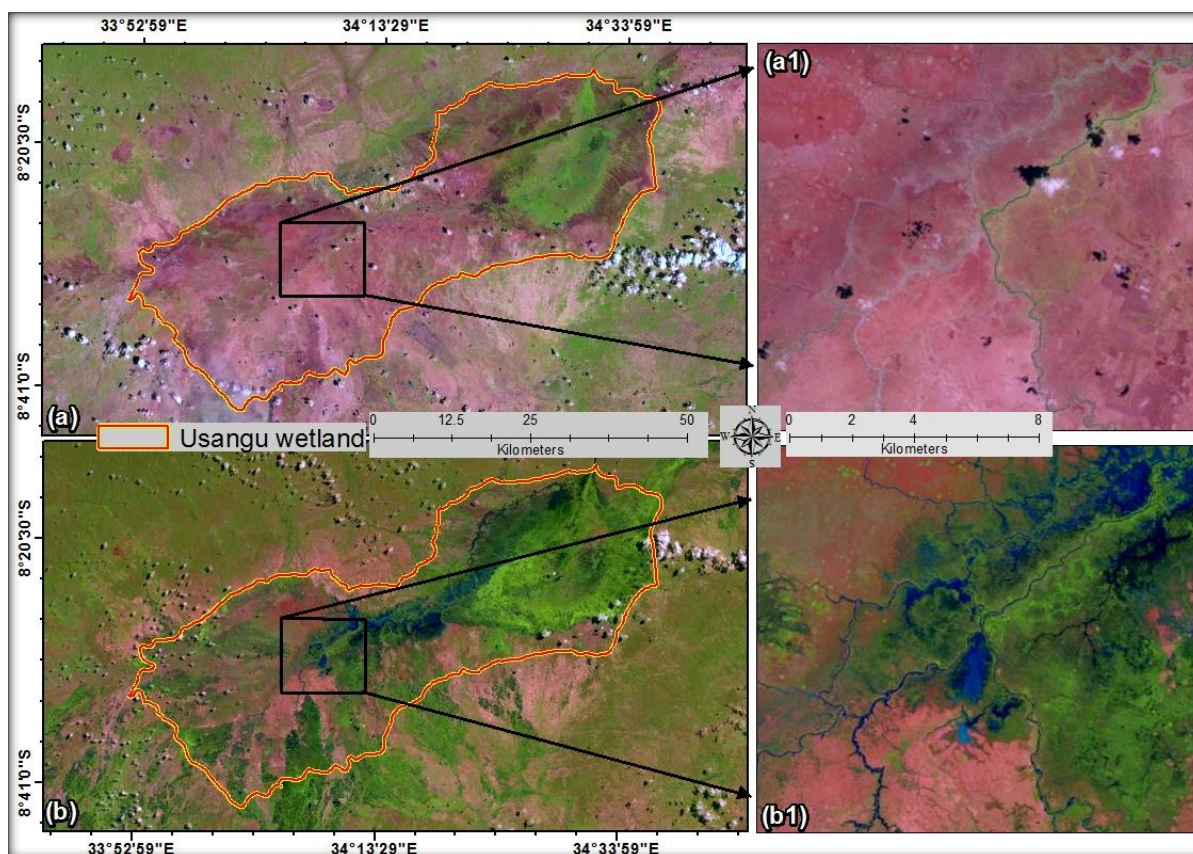 33°52'59"E 34°13'29"E 34°33'59"E
8°20'30"S
8°41'0"S
(a)
(a1)
Usangu wetland
0 12.5 25 50
Kilometers
N
W E
S
0 2 4 8
Kilometers
8°20'30"S
8°41'0"S
(b)
(b1)
33°52'59"E 34°13'29"E 34°33'59"E